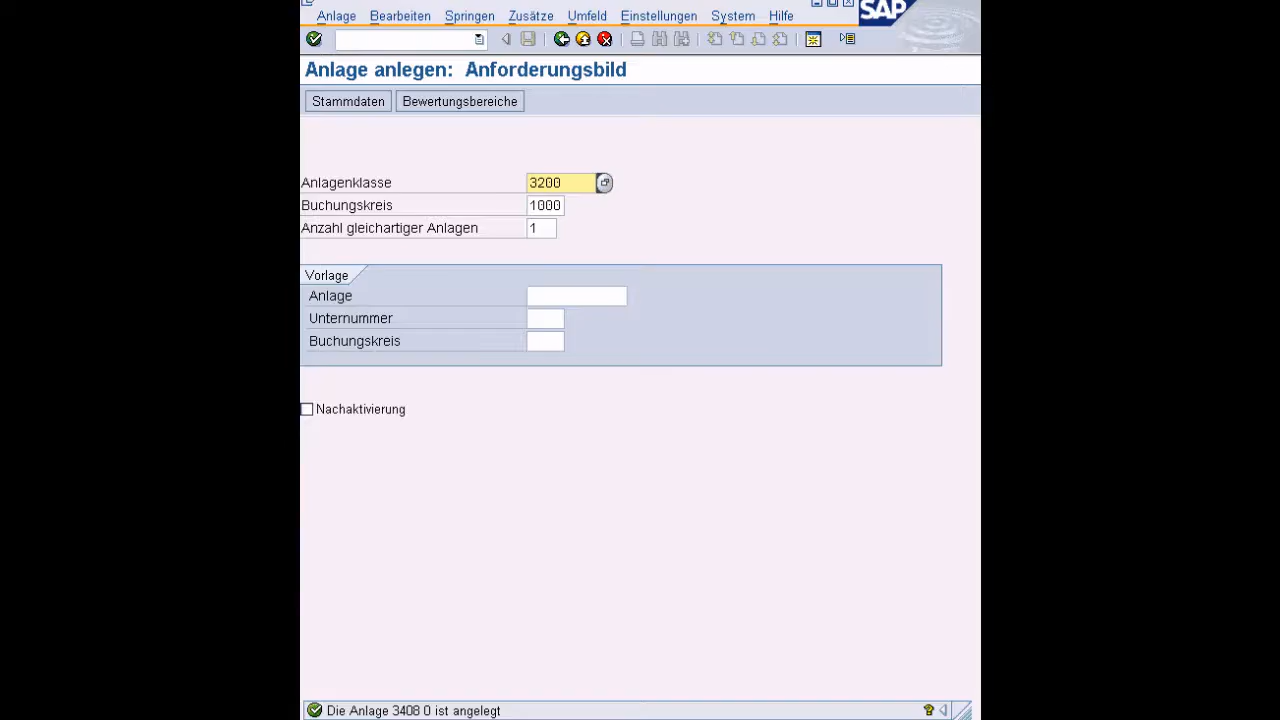 Anlage Bearbeiten Springen Zusätze Umfeld Einstellungen System Hilfe
SAP
Anlage anlegen: Anforderungsbild
Stammdaten Bewertungsbereiche
Anlagenklasse 3200
Buchungskreis 1000
Anzahl gleichartiger Anlagen 1
Vorlage
Anlage
Unternummer
Buchungskreis
Nachaktivierung
Die Anlage 3408 0 ist angelegt